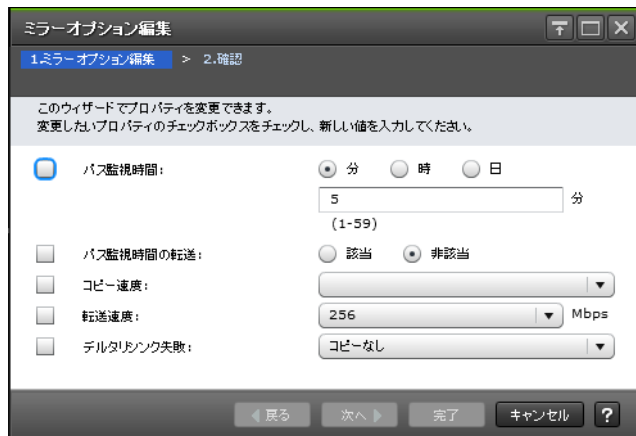 ミラーオプション編集
1.ミラーオプション編集 > 2.確認
このウィザードでプロパティを変更できます。
変更したいプロパティのチェックボックスをチェックし、新しい値を入力してください。
パス監視時間: 分 時 日
5 分
(1-59)
パス監視時間の転送: 該当 非該当
コピー速度:
転送速度: 256 Mbps
デルタリシンク失敗: コピーなし
戻る 次へ 完了 キャンセル ?